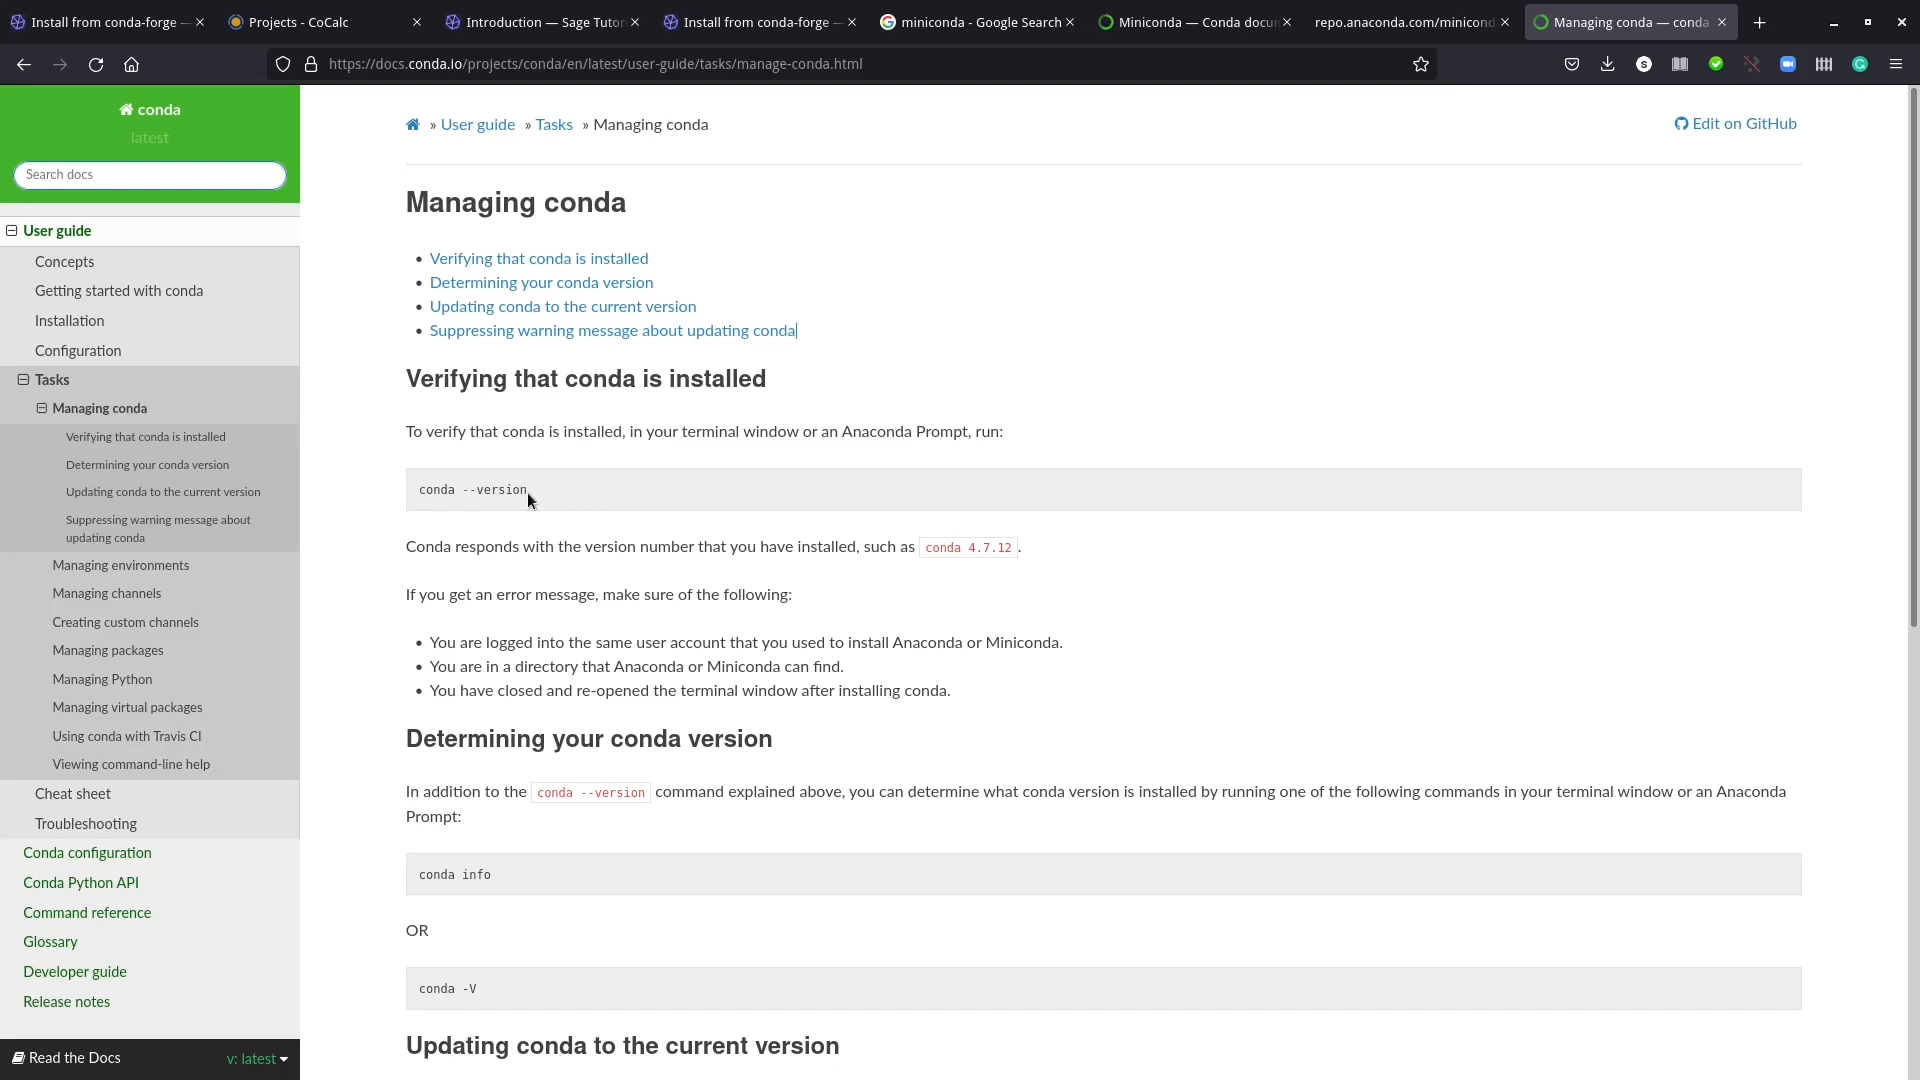 Install from conda-forge —
Projects - CoCalc
Introduction — Sage Tutor
Install from conda-forge —
miniconda - Google Search
Miniconda — Conda docum
repo.anaconda.com/minicond
Managing conda — conda
https://docs.conda.io/projects/conda/en/latest/user-guide/tasks/manage-conda.html
conda
latest
Search docs
User guide
Concepts
Getting started with conda
Installation
Configuration
Tasks
Managing conda
Verifying that conda is installed
Determining your conda version
Updating conda to the current version
Suppressing warning message about
updating conda
Managing environments
Managing channels
Creating custom channels
Managing packages
Managing Python
Managing virtual packages
Using conda with Travis CI
Viewing command-line help
Cheat sheet
Troubleshooting
Conda configuration
Conda Python API
Command reference
Glossary
Developer guide
Release notes
Read the Docs v: latest
» User guide » Tasks » Managing conda
Edit on GitHub
Managing conda
• Verifying that conda is installed
• Determining your conda version
• Updating conda to the current version
• Suppressing warning message about updating conda
Verifying that conda is installed
To verify that conda is installed, in your terminal window or an Anaconda Prompt, run:
conda --version
Conda responds with the version number that you have installed, such as conda 4.7.12.
If you get an error message, make sure of the following:
• You are logged into the same user account that you used to install Anaconda or Miniconda.
• You are in a directory that Anaconda or Miniconda can find.
• You have closed and re-opened the terminal window after installing conda.
Determining your conda version
In addition to the conda --version command explained above, you can determine what conda version is installed by running one of the following commands in your terminal window or an Anaconda
Prompt:
conda info
OR
conda -V
Updating conda to the current version